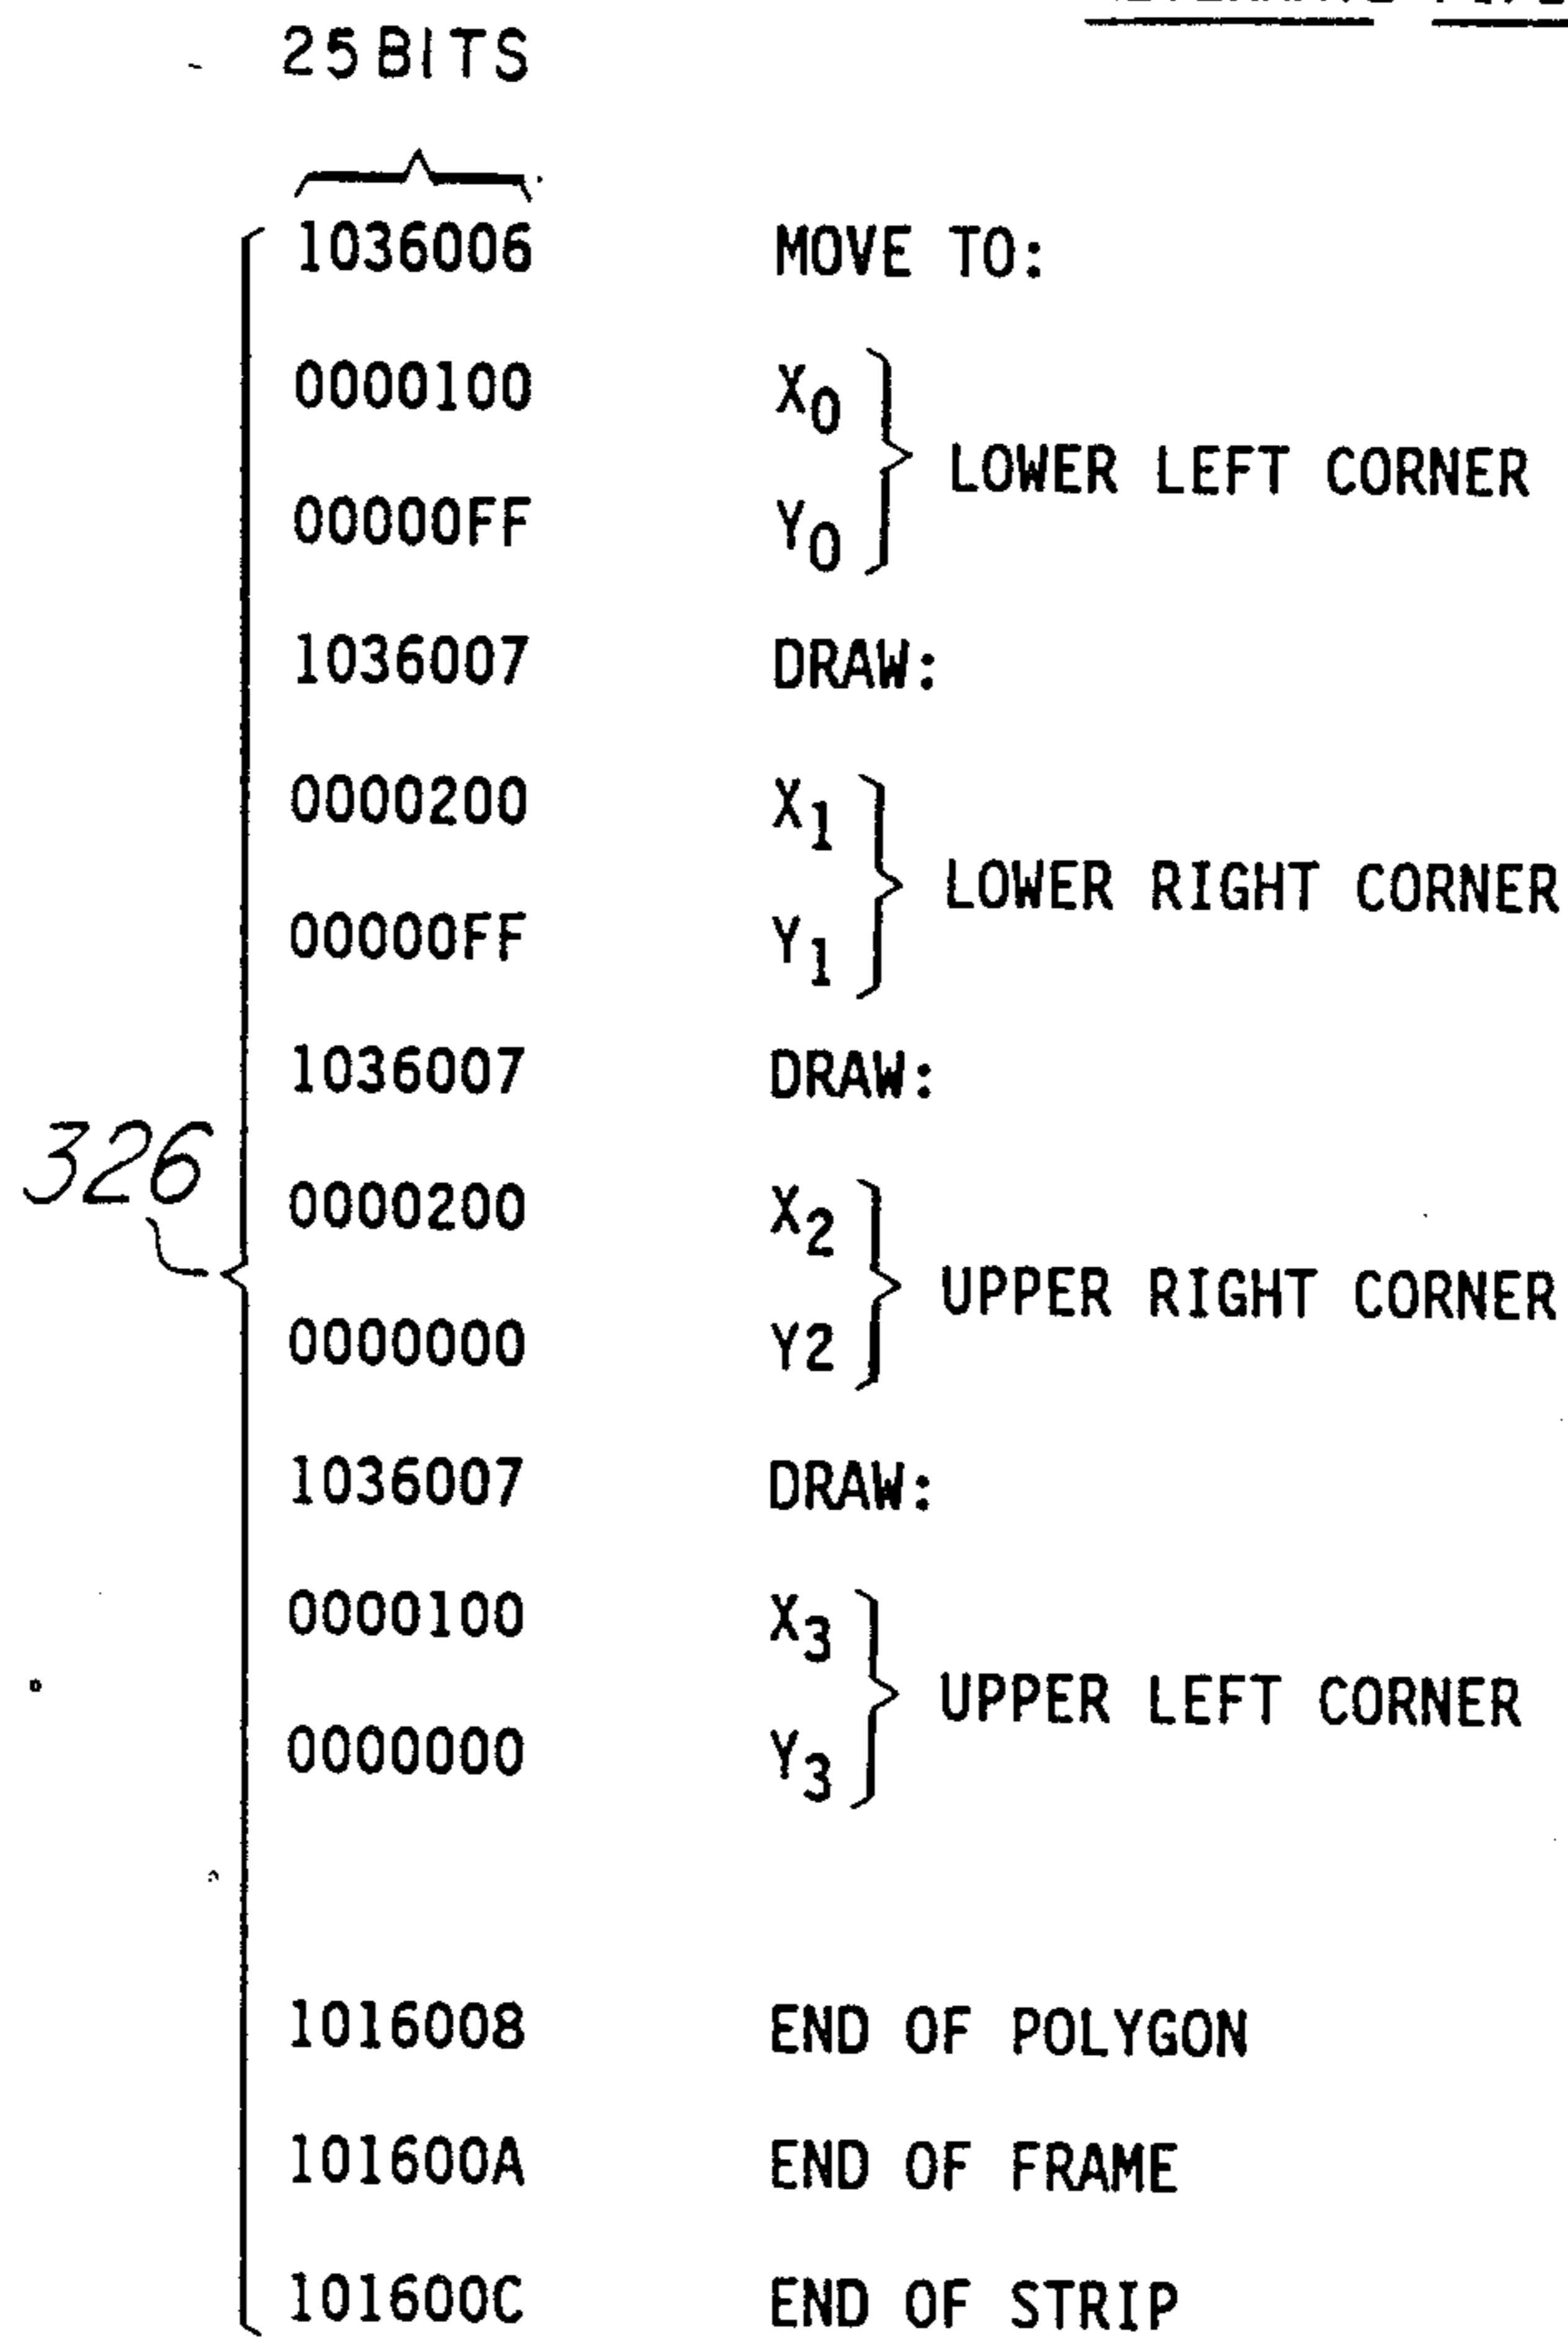 25 BITS
1036006 MOVE TO:
0000100 X0
LOWER LEFT CORNER
00000FF Y0
1036007 DRAW:
0000200 X1
LOWER RIGHT CORNER
00000FF Y1
1036007 DRAW:
326
0000200 X2
UPPER RIGHT CORNER
0000000 Y2
1036007 DRAW:
0000100 X3
UPPER LEFT CORNER
0000000 Y3
1016008 END OF POLYGON
101600A END OF FRAME
101600C END OF STRIP